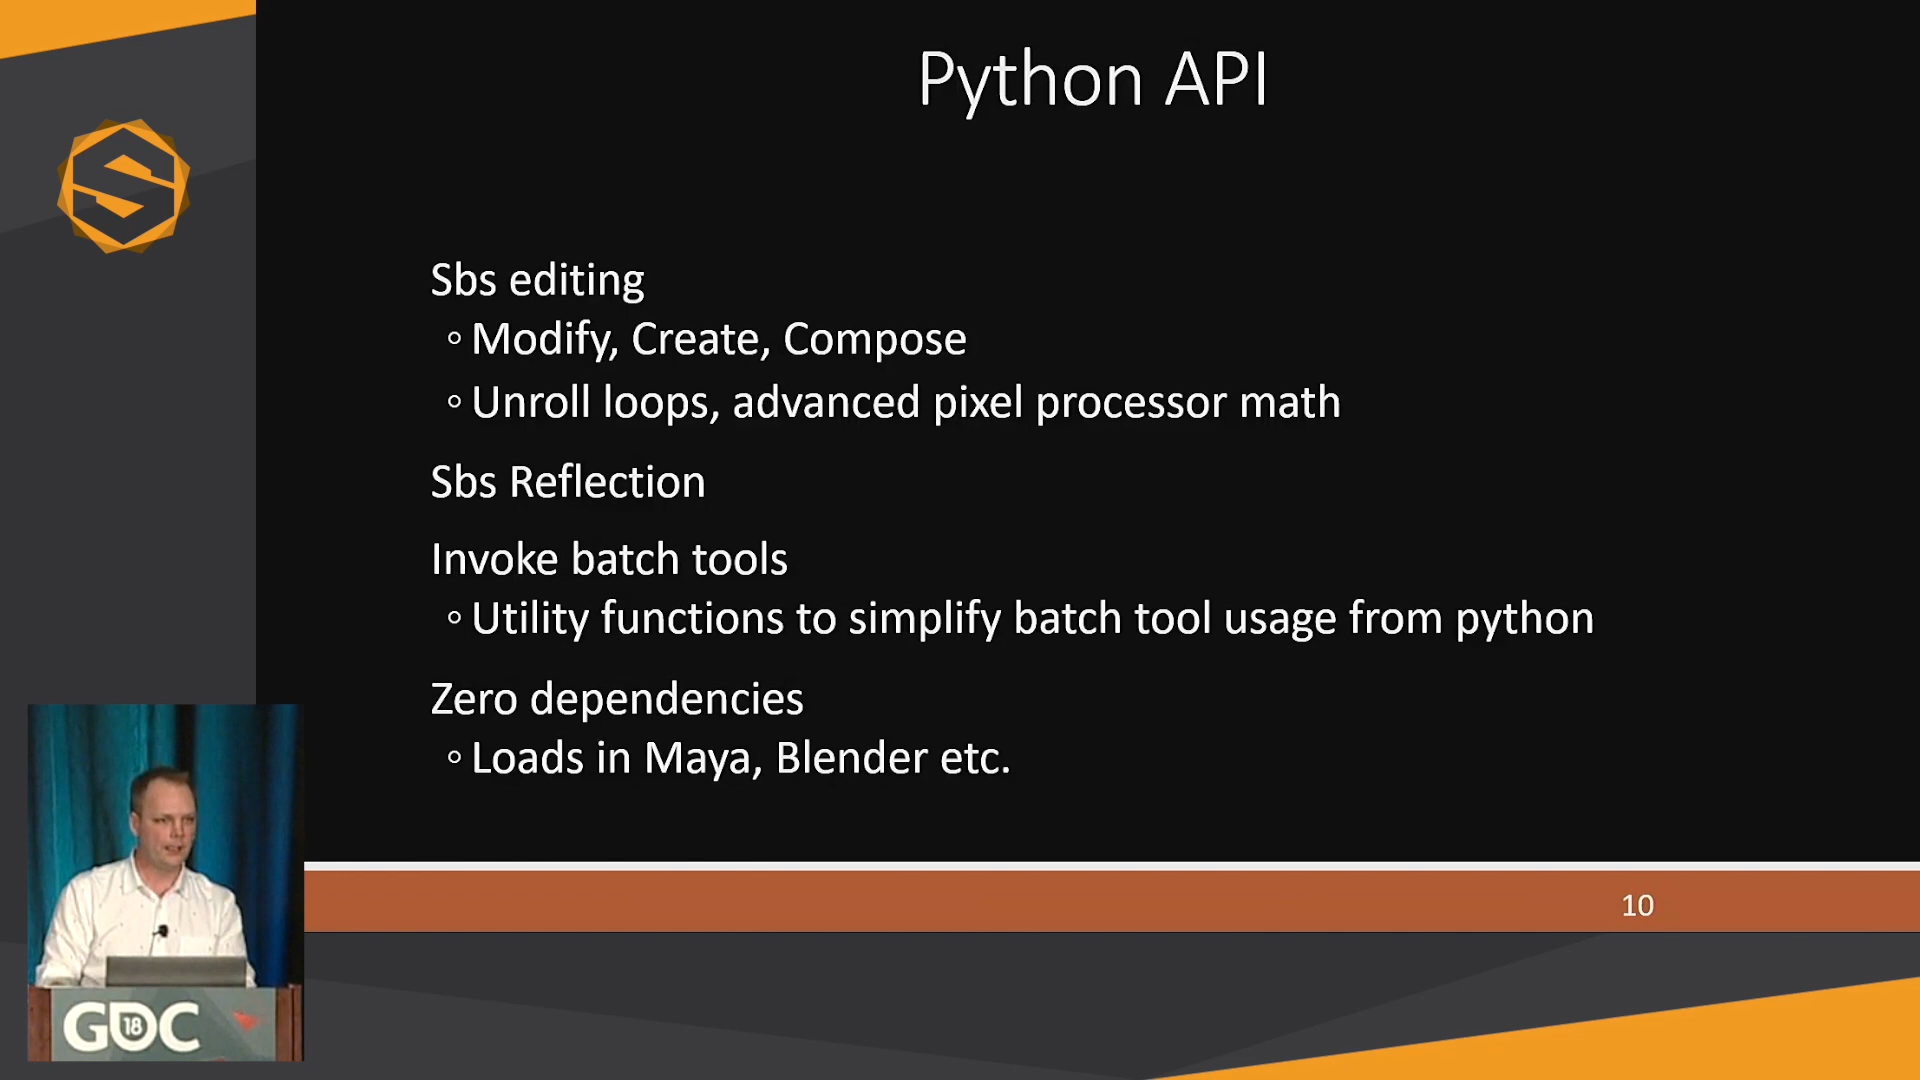 Python API
Sbs editing
◦ Modify, Create, Compose
◦ Unroll loops, advanced pixel processor math
Sbs Reflection
Invoke batch tools
◦ Utility functions to simplify batch tool usage from python
Zero dependencies
◦ Loads in Maya, Blender etc.
10
GDC
18